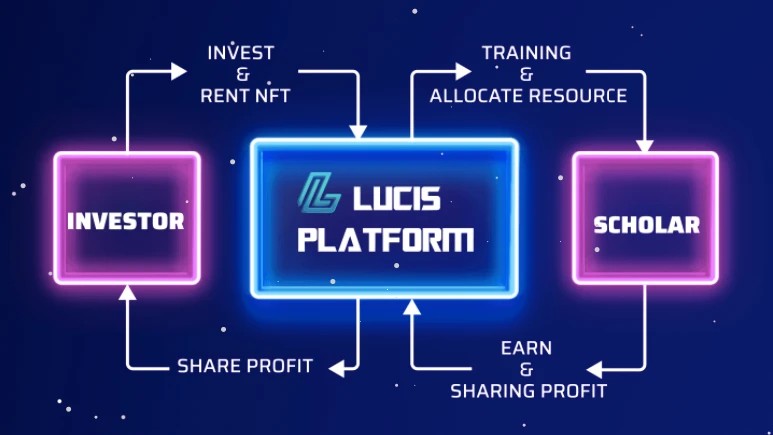 INVEST
&
RENT NFT
TRAINING
&
ALLOCATE RESOURCE
INVESTOR
LUCIS
PLATFORM
SCHOLAR
SHARE PROFIT
EARN
&
SHARING PROFIT